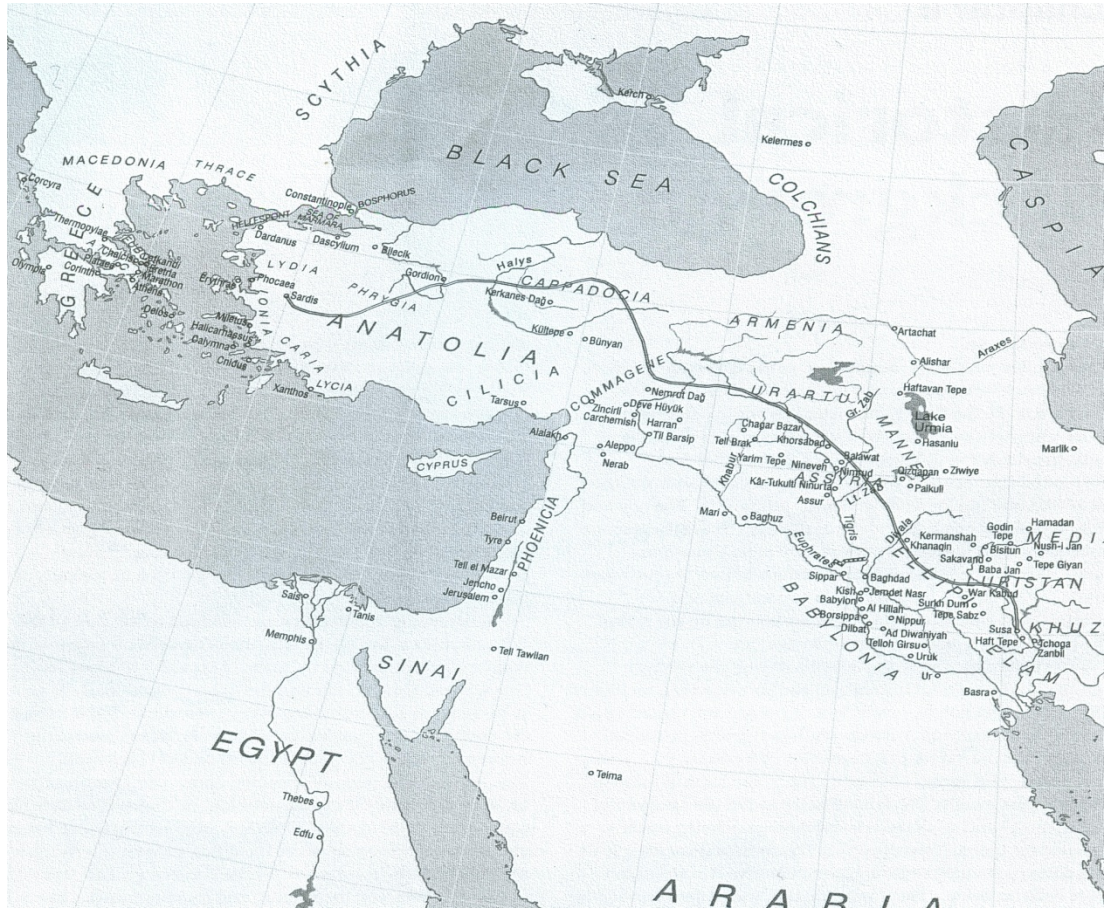 SCYTHIA
BLACK SEA
Kerch
Kelermes
COLCHIANS
CASPIA
MACEDONIA
THRACE
Corcyra
GREECE
Thermopylae
Olympia
Corinth
Athens
Marathon
Eretria
Delos
Constantinople
BOSPHORUS
SEA OF MARMARA
HELLESPONT
Dardanus
Dascylium
Bilecik
LYDIA
Phocaea
Erythrae
Sardis
IONIA
Miletus
Halicarnassus
Calymna
Cnidus
CARIA
Xanthos
LYCIA
PHRYGIA
Gordion
Halys
CAPPADOCIA
Kerkenes Dağ
ANATOLIA
Kültepe
Bünyan
CILICIA
Tarsus
COMMAGENE
ARMENIA
Artachat
Araxes
Alishar
URARTU
Nemrut Dağ
Zincirli
Deve Hüyük
Carchemish
Harran
Til Barsip
Alalakh
Aleppo
Nerab
CYPRUS
Gr. Zab
Haftavan Tepe
Lake Urmia
Hasanlu
MANNEA
Marlik
Chagar Bazar
Tell Brak
Khorsabad
Balawat
Yarim Tepe
Nineveh
Nimrud
Khabur
ASSYRIA
Kâr-Tukulti Ninurta
Assur
Lt. Zab
Qizqapan
Ziwiye
Paikuli
Mari
Baghuz
Tigris
Diyala
Khanaqin
Kermanshah
Godin Tepe
Hamadan
MEDIA
Bisitun
Nush-i Jan
Sakavand
Tepe Giyan
Baba Jan
ELLIPI
LURISTAN
Euphrates
Sippar
Baghdad
War Kabud
Kish
Jemdet Nasr
Surkh Dum
Babylon
Al Hillah
Tepe Sabz
Borsippa
Nippur
Dilbat
Ad Diwaniyah
Susa
KHUZ
Telloh Girsu
Haft Tepe
Tchoga Zanbil
Uruk
BABYLONIA
ELAM
Ur
Basra
Beirut
Tyre
PHOENICIA
Tell el Mazar
Jericho
Jerusalem
Sais
Tanis
Memphis
Tell Tawilan
SINAI
EGYPT
Teima
Thebes
Edfu
ARABIA